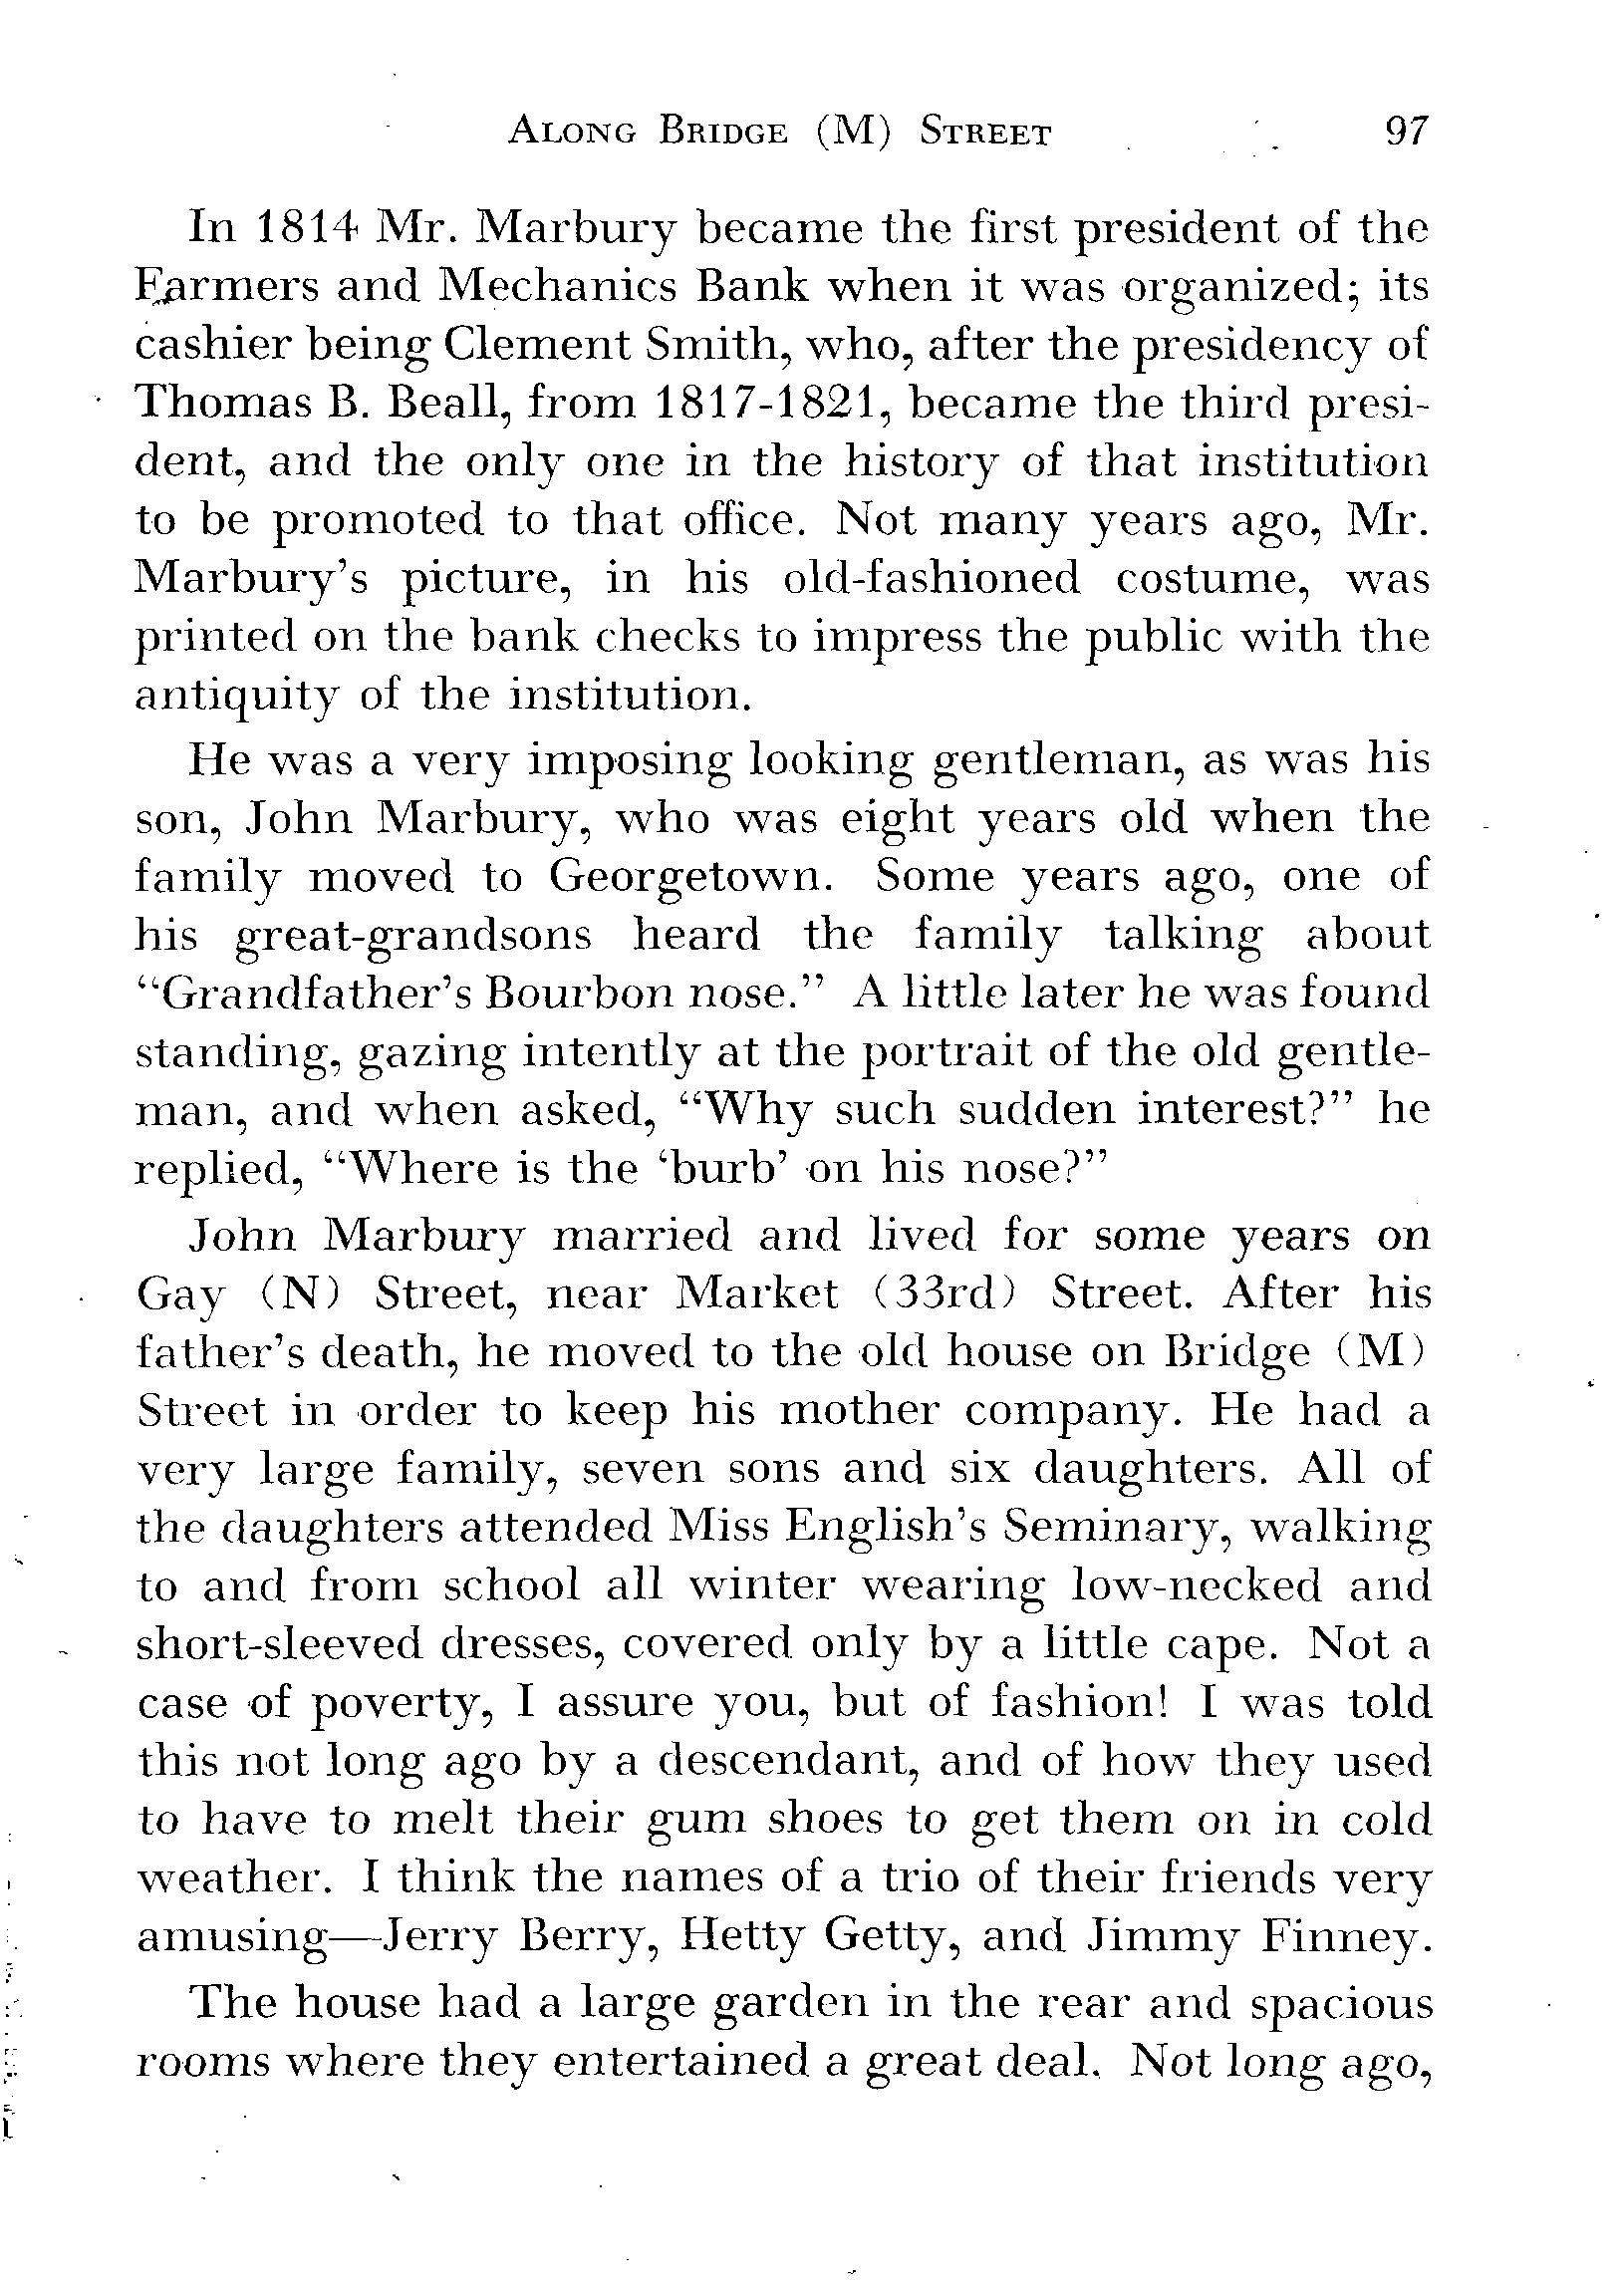 ALONG BRIDGE (M) STREET 97
In 1814 Mr. Marbury became the first president of the
Farmers and Mechanics Bank when it was organized; its
cashier being Clement Smith, who, after the presidency of
Thomas B. Beall, from 1817-1821, became the third presi-
dent, and the only one in the history of that institution
to be promoted to that office. Not many years ago, Mr.
Marbury's picture, in his old-fashioned costume, was
printed on the bank checks to impress the public with the
antiquity of the institution.
He was a very imposing looking gentleman, as was his
son, John Marbury, who was eight years old when the
family moved to Georgetown. Some years ago, one of
his great-grandsons heard the family talking about
“Grandfather's Bourbon nose.” A little later he was found
standing, gazing intently at the portrait of the old gentle-
man, and when asked, “Why such sudden interest?” he
replied, “Where is the ‘burb’ on his nose?”
John Marbury married and lived for some years on
Gay (N) Street, near Market (33rd) Street. After his
father's death, he moved to the old house on Bridge (M)
Street in order to keep his mother company. He had a
very large family, seven sons and six daughters. All of
the daughters attended Miss English's Seminary, walking
to and from school all winter wearing low-necked and
short-sleeved dresses, covered only by a little cape. Not a
case of poverty, I assure you, but of fashion! I was told
this not long ago by a descendant, and of how they used
to have to melt their gum shoes to get them on in cold
weather. I think the names of a trio of their friends very
amusing—Jerry Berry, Hetty Getty, and Jimmy Finney.
The house had a large garden in the rear and spacious
rooms where they entertained a great deal. Not long ago,